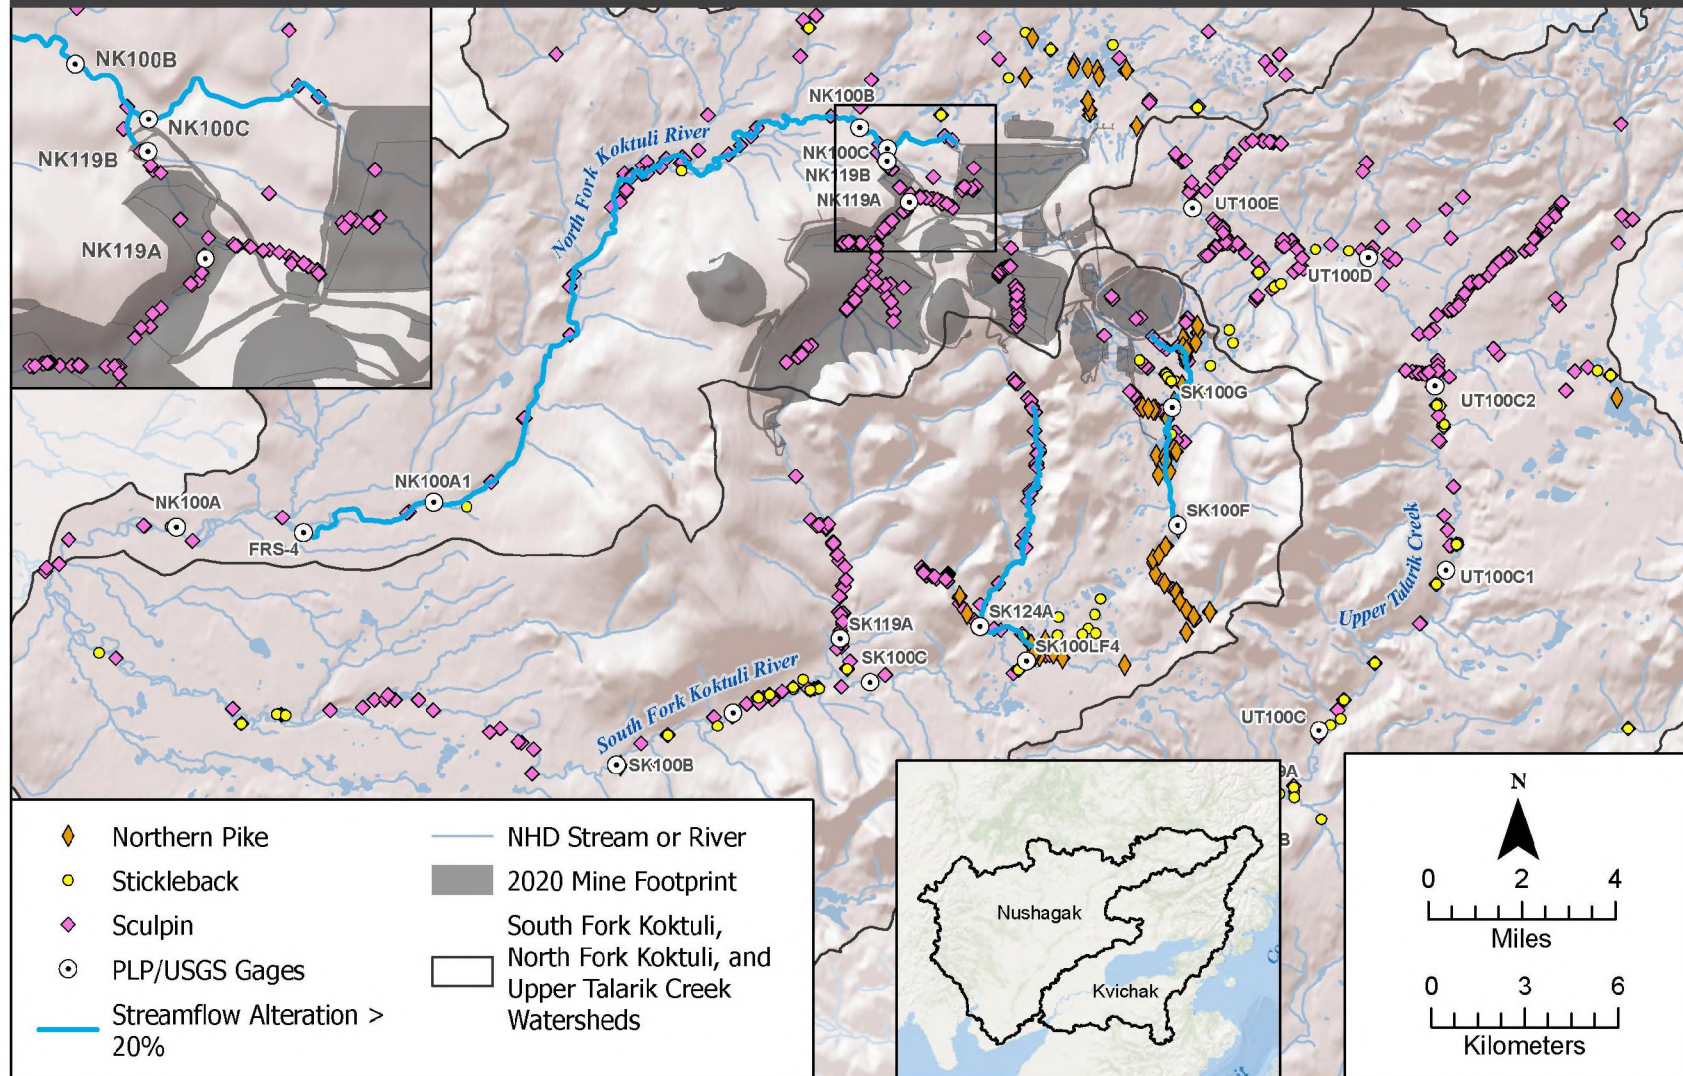 NK100B
NK100C
NK119B
NK119A
NK100B
NK100C
NK119B
NK119A
North Fork Koktuli River
UT100E
UT100D
SK100G
UT100C2
NK100A1
NK100A
FRS-4
SK100F
UT100C1
Upper Talarik Creek
SK124A
SK119A
SK100LF4
SK100C
South Fork Koktuli River
UT100C
SK100B
9A
B
Northern Pike
Stickleback
Sculpin
PLP/USGS Gages
Streamflow Alteration >
20%
NHD Stream or River
2020 Mine Footprint
South Fork Koktuli,
North Fork Koktuli, and
Upper Talarik Creek
Watersheds
Nushagak
Kvichak
N
0 2 4
Miles
0 3 6
Kilometers